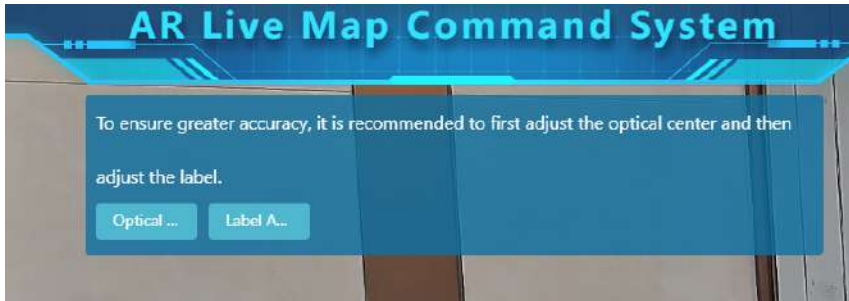 AR Live Map Command System
To ensure greater accuracy, it is recommended to first adjust the optical center and then
adjust the label.
Optical ...
Label A...